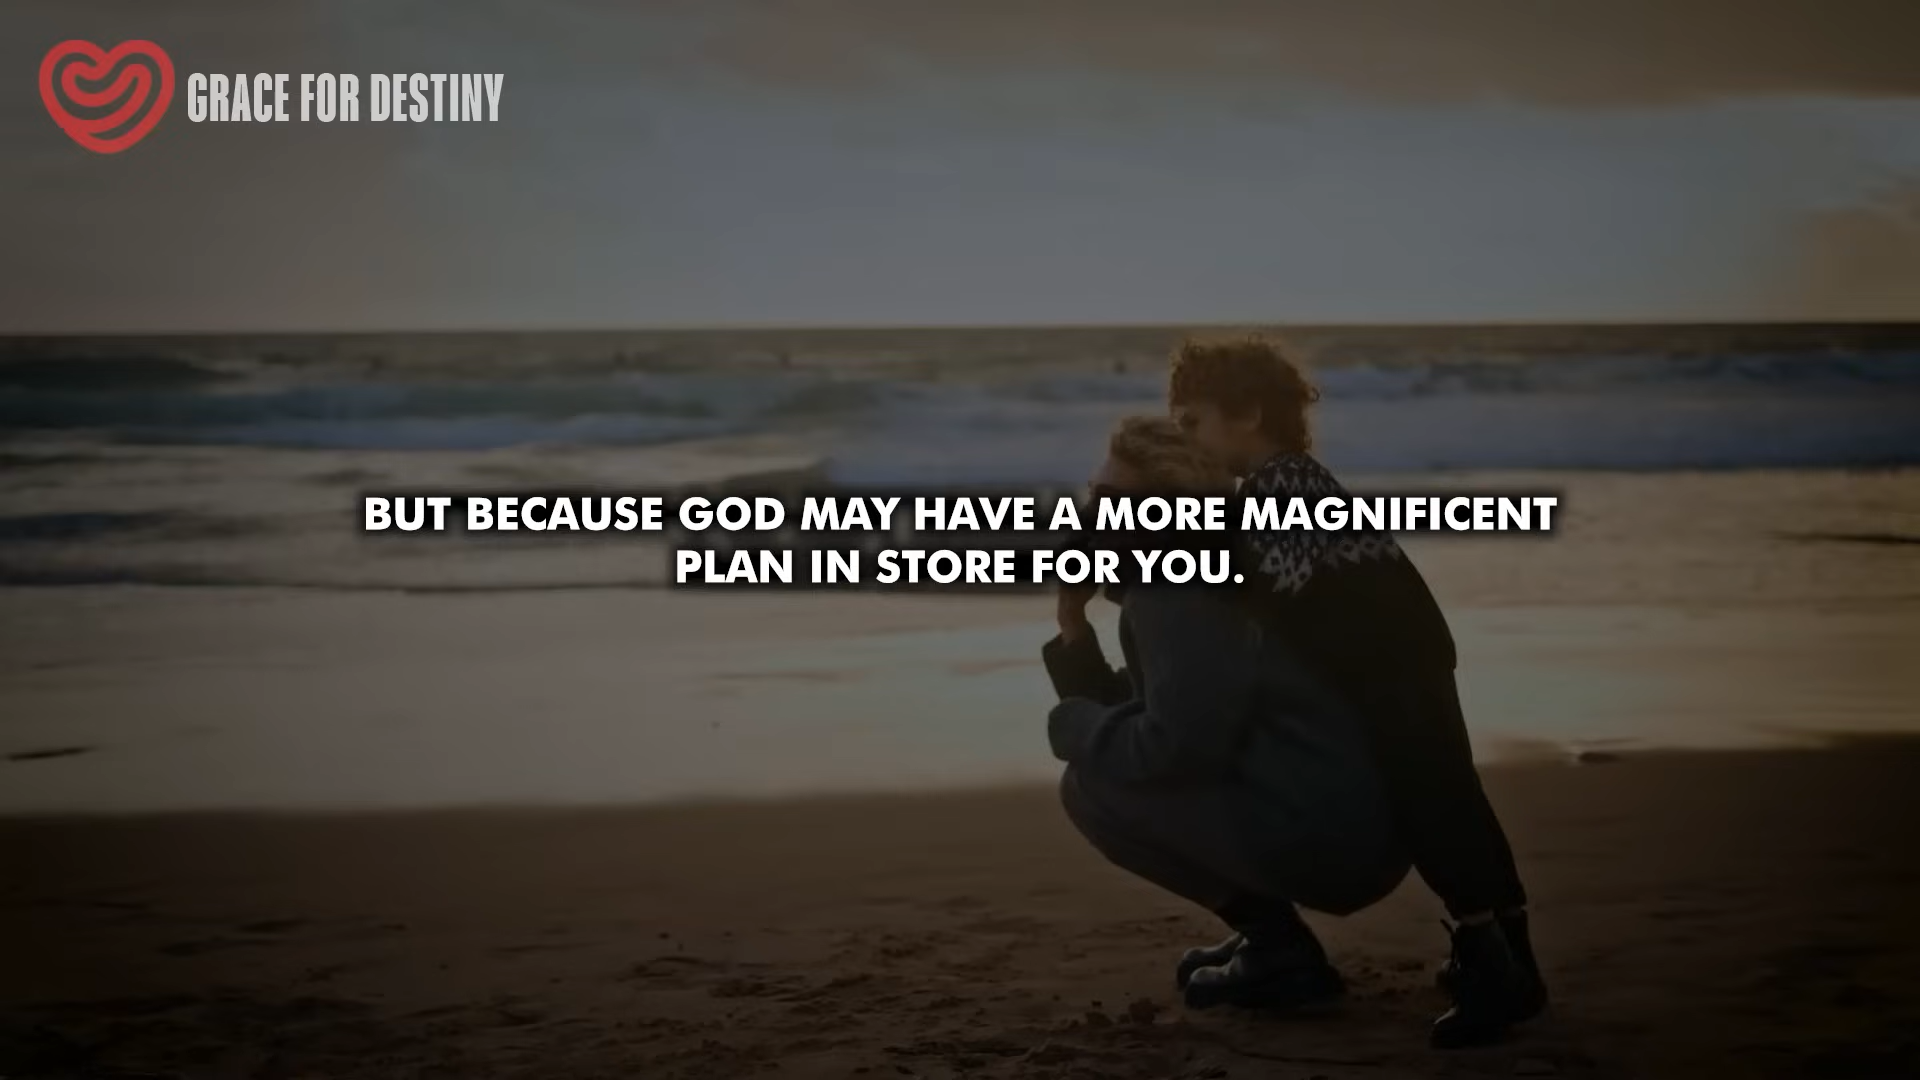 GRACE FOR DESTINY
BUT BECAUSE GOD MAY HAVE A MORE MAGNIFICENT
PLAN IN STORE FOR YOU.